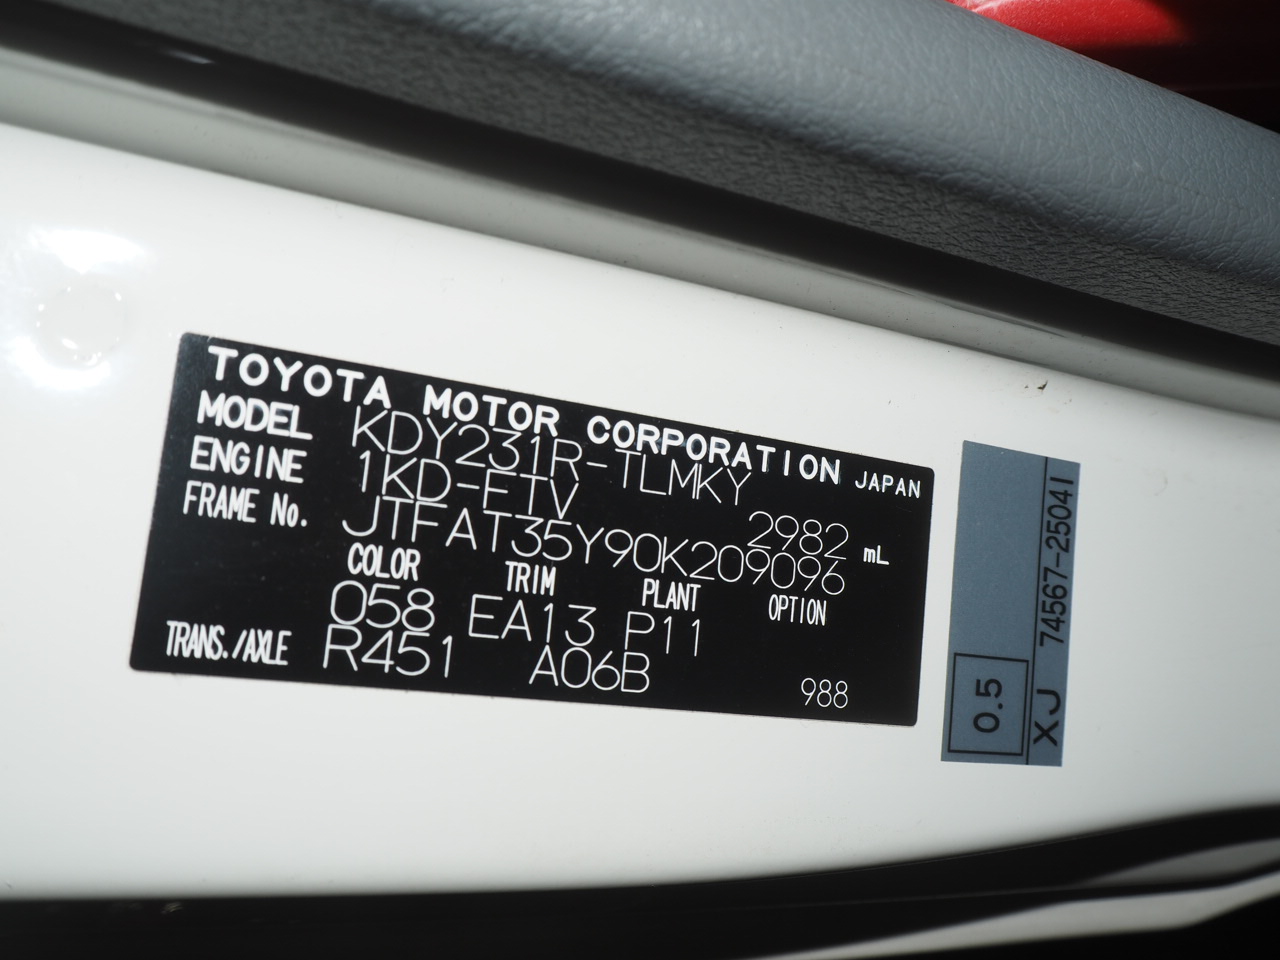 TOYOTA MOTOR CORPORATION JAPAN
MODEL KDY231R-TLMKY
ENGINE 1KD-FTV 2982 mL
FRAME No. JTFAT35Y90K209096
COLOR TRIM PLANT OPTION
058 EA13 P11
TRANS./AXLE R451 A06B 988
74567-25041
0.5
XJ